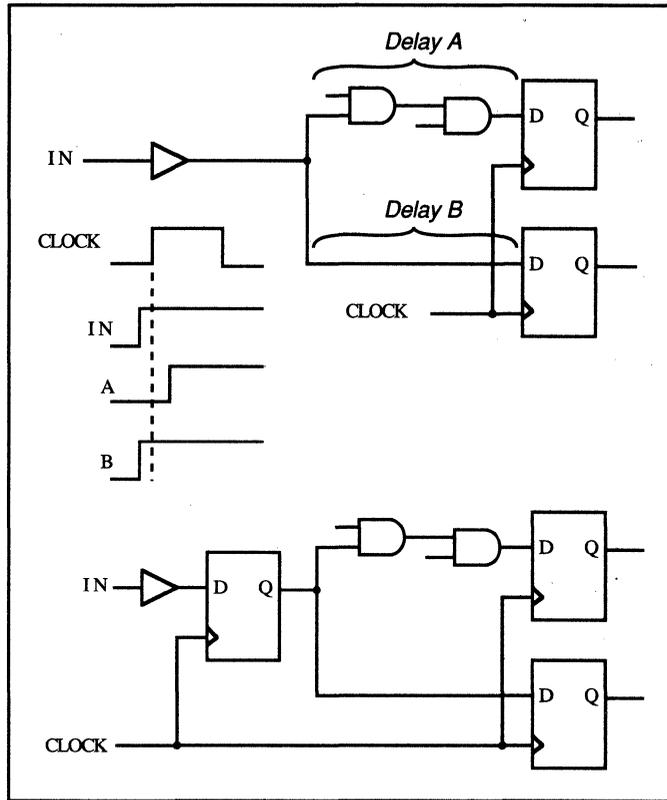 Delay A
D Q
IN
CLOCK
Delay B
D Q
CLOCK
IN
A
B
D Q
IN
D Q
D Q
CLOCK